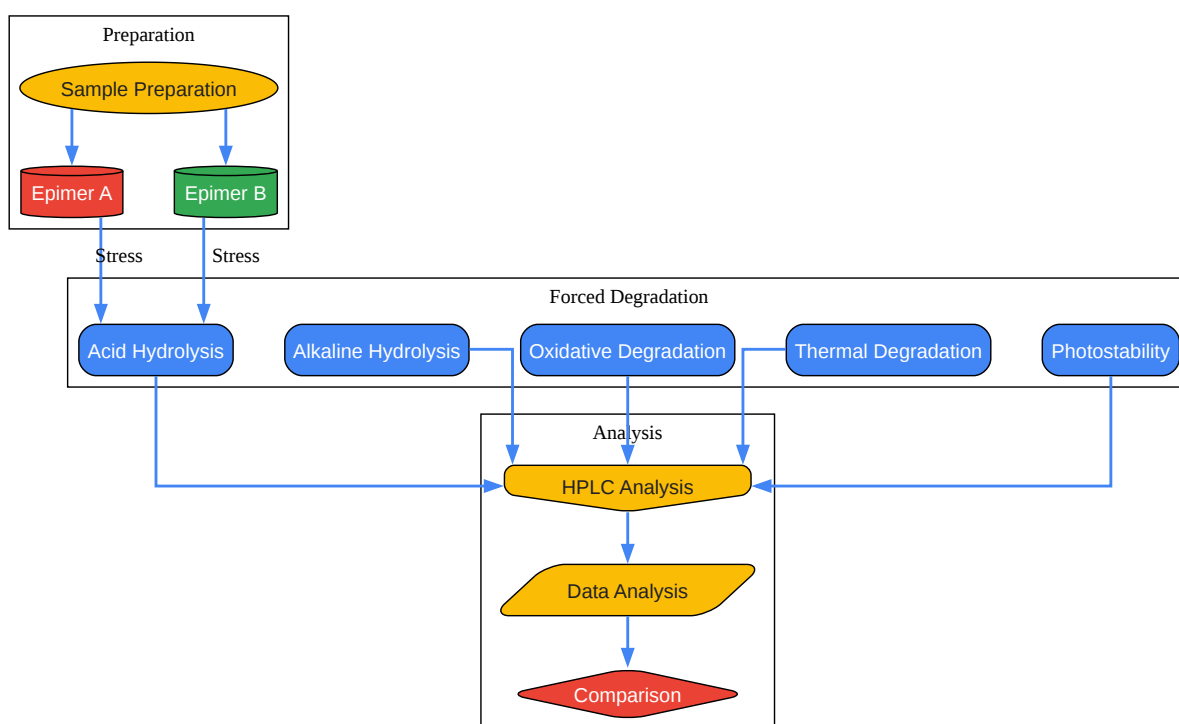 Preparation
Sample Preparation
Epimer A
Epimer B
Stress
Stress
Forced Degradation
Acid Hydrolysis
Alkaline Hydrolysis
Oxidative Degradation
Thermal Degradation
Photostability
Analysis
HPLC Analysis
Data Analysis
Comparison